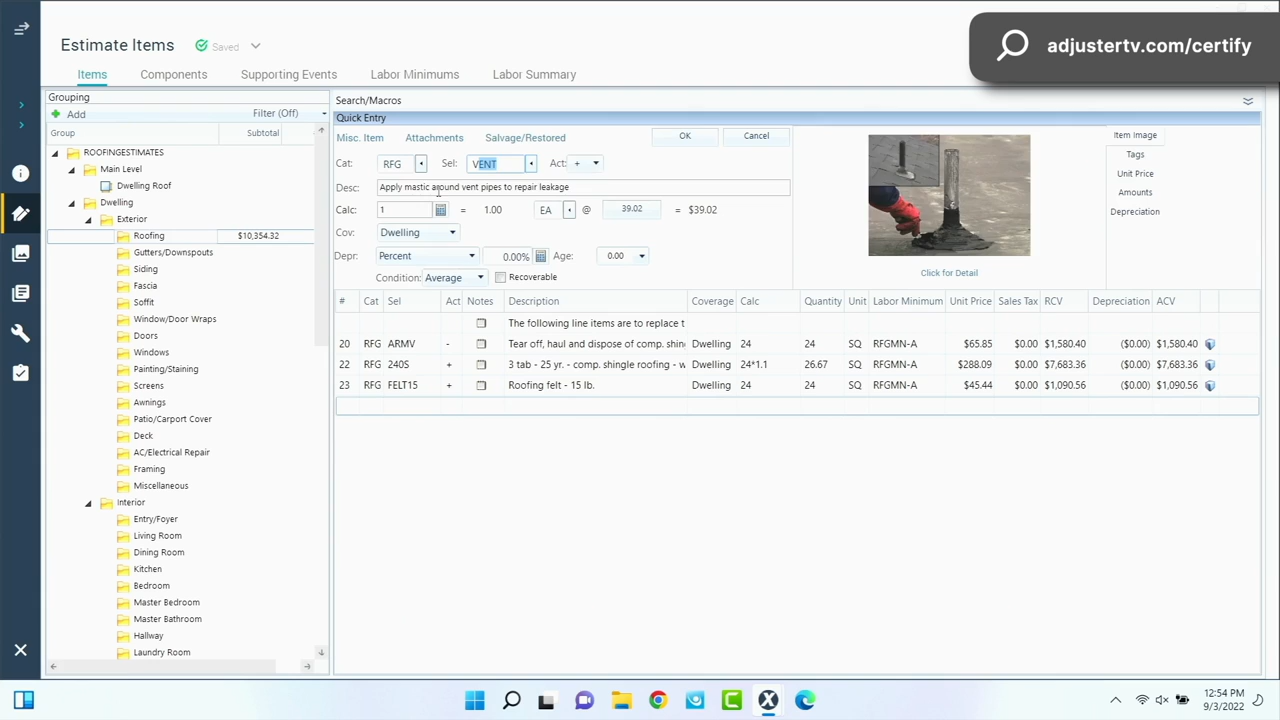 adjustertv.com/certify
Estimate Items
Saved
Items Components Supporting Events Labor Minimums Labor Summary
Grouping
Add Filter (Off)
Group Subtotal
ROOFINGESTIMATES
Main Level
Dwelling Roof
Dwelling
Exterior
Roofing $10,354.32
Gutters/Downspouts
Siding
Fascia
Soffit
Window/Door Wraps
Doors
Windows
Painting/Staining
Screens
Awnings
Patio/Carport Cover
Deck
AC/Electrical Repair
Framing
Miscellaneous
Interior
Entry/Foyer
Living Room
Dining Room
Kitchen
Bedroom
Master Bedroom
Master Bathroom
Hallway
Laundry Room
Search/Macros
Quick Entry
Misc. Item Attachments Salvage/Restored OK Cancel
Cat: RFG Sel: VENT Act: +
Desc: Apply mastic around vent pipes to repair leakage
Calc: 1 = 1.00 EA @ 39.02 = $39.02
Cov: Dwelling
Depr: Percent 0.00% Age: 0.00
Condition: Average Recoverable
Click for Detail
Item Image
Tags
Unit Price
Amounts
Depreciation
# Cat Sel Act Notes Description Coverage Calc Quantity Unit Labor Minimum Unit Price Sales Tax RCV Depreciation ACV
The following line items are to replace t
20 RFG ARMV - Tear off, haul and dispose of comp. shin Dwelling 24 24 SQ RFGMN-A $65.85 $0.00 $1,580.40 ($0.00) $1,580.40
22 RFG 240S + 3 tab - 25 yr. - comp. shingle roofing - w Dwelling 24*1.1 26.67 SQ RFGMN-A $288.09 $0.00 $7,683.36 ($0.00) $7,683.36
23 RFG FELT15 + Roofing felt - 15 lb. Dwelling 24 24 SQ RFGMN-A $45.44 $0.00 $1,090.56 ($0.00) $1,090.56
12:54 PM
9/3/2022